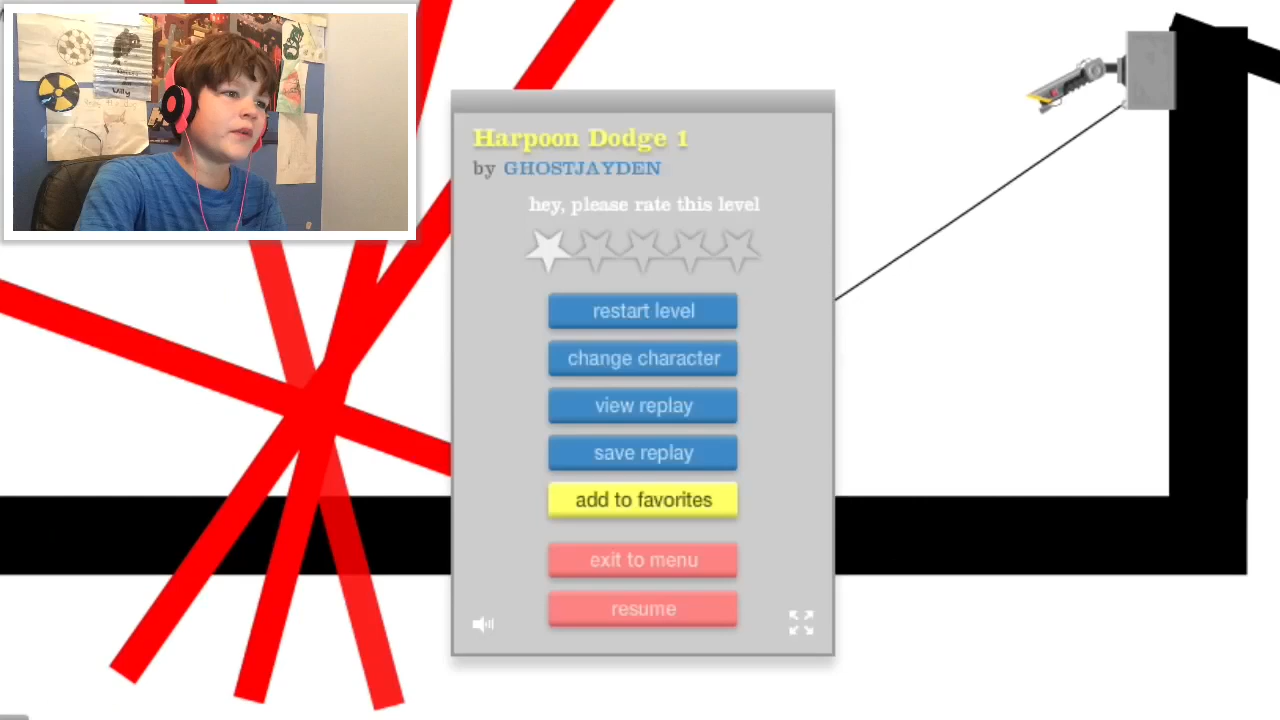 Harpoon Dodge 1
by GHOSTJAYDEN
hey, please rate this level
restart level
change character
view replay
save replay
add to favorites
exit to menu
resume